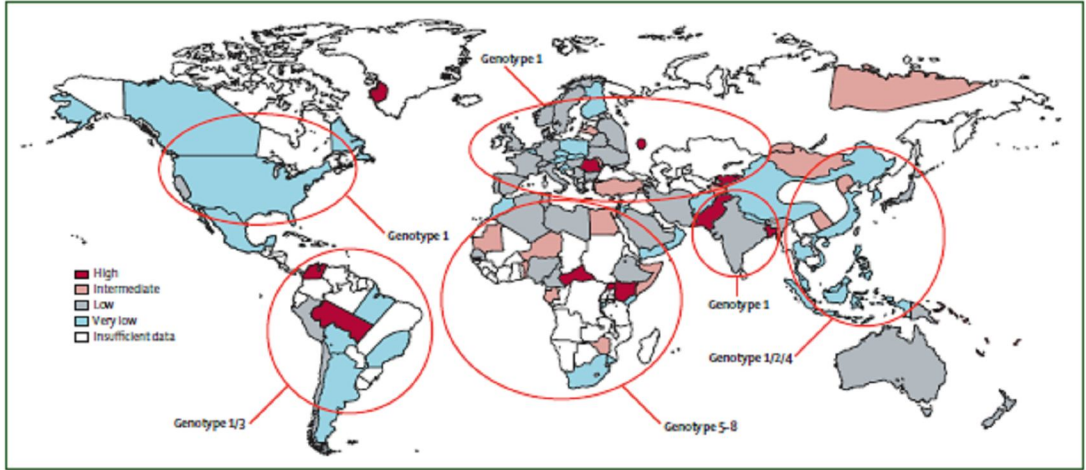 Genotype 1
Genotype 1
High
Intermediate
Low
Very low
Insufficient data
Genotype 1
Genotype 1/2/4
Genotype 1/3
Genotype 5–8